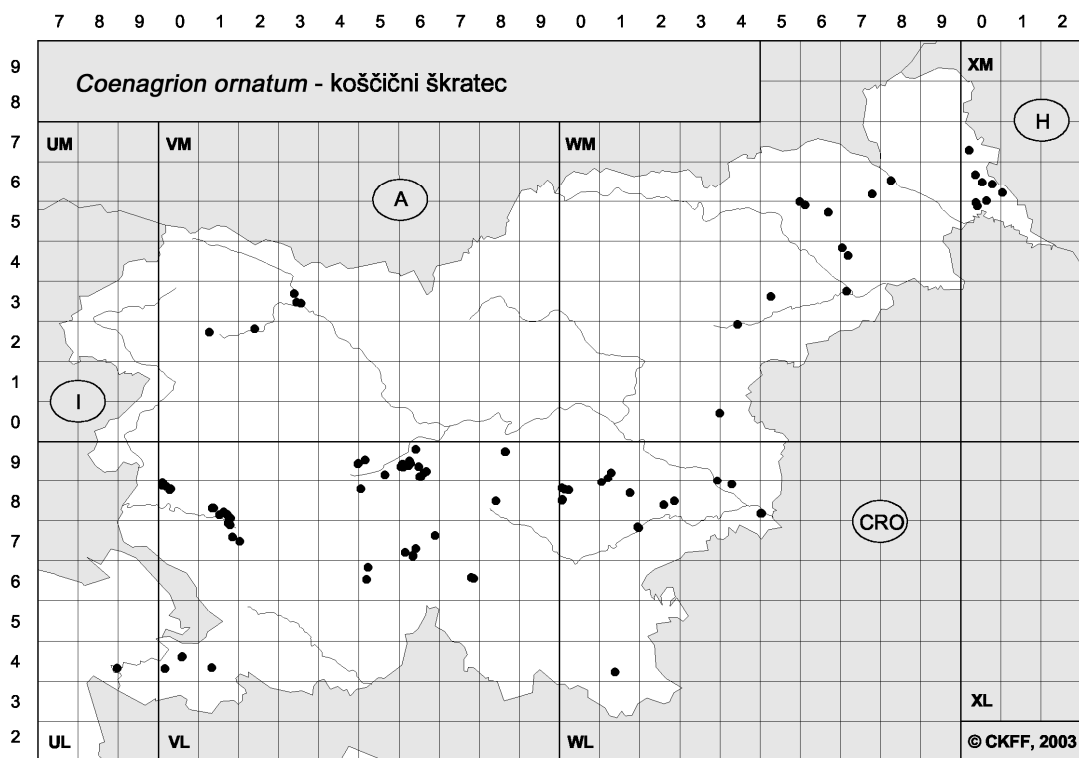 7 8 9 0 1 2 3 4 5 6 7 8 9 0 1 2 3 4 5 6 7 8 9 0 1 2
9
Coenagrion ornatum - koščični škratec
XM
8
H
7
UM VM WM
6
A
5
4
3
2
1
I
0
9
8
CRO
7
6
5
4
3
XL
2
UL VL WL © CKFF, 2003